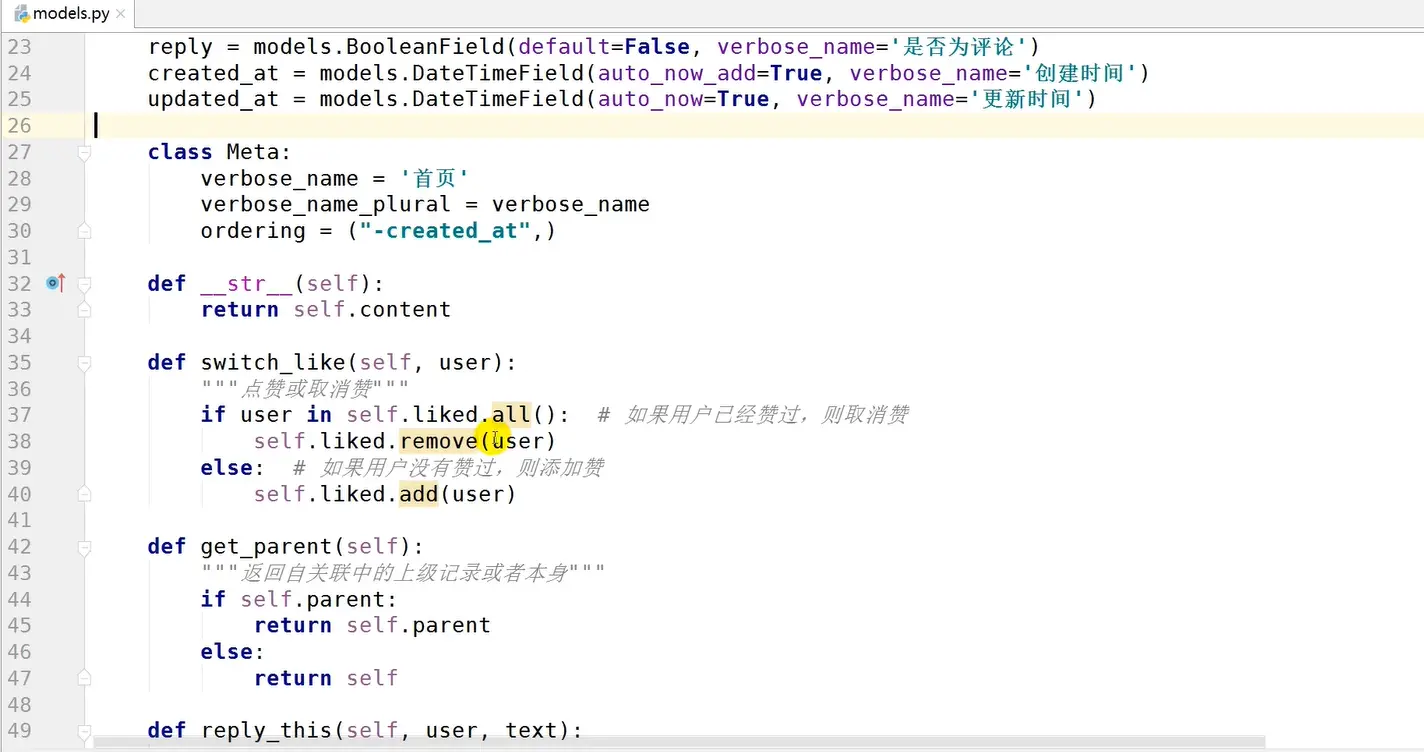 models.py
23 reply = models.BooleanField(default=False, verbose_name='是否为评论')
24 created_at = models.DateTimeField(auto_now_add=True, verbose_name='创建时间')
25 updated_at = models.DateTimeField(auto_now=True, verbose_name='更新时间')
26
27 class Meta:
28 verbose_name = '首页'
29 verbose_name_plural = verbose_name
30 ordering = ("-created_at",)
31
32 def __str__(self):
33 return self.content
34
35 def switch_like(self, user):
36 """点赞或取消赞"""
37 if user in self.liked.all():  # 如果用户已经赞过，则取消赞
38 self.liked.remove(user)
39 else:  # 如果用户没有赞过，则添加赞
40 self.liked.add(user)
41
42 def get_parent(self):
43 """返回自关联中的上级记录或者本身"""
44 if self.parent:
45 return self.parent
46 else:
47 return self
48
49 def reply_this(self, user, text):